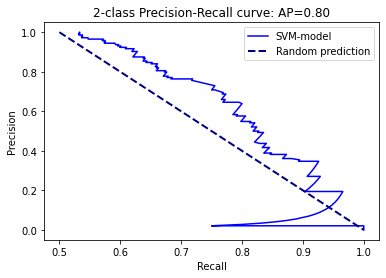 2-class Precision-Recall curve: AP=0.80
SVM-model
Random prediction
Precision
1.0
0.8
0.6
0.4
0.2
0.0
0.5 0.6 0.7 0.8 0.9 1.0
Recall